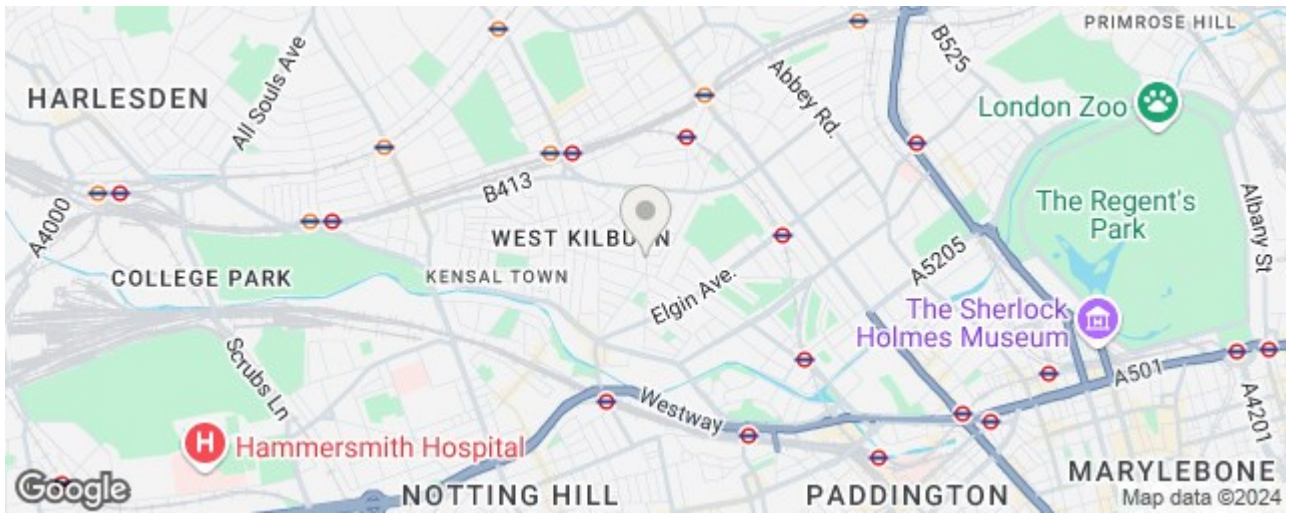 PRIMROSE HILL
B525
Abbey Rd.
HARLESDEN
All Souls Ave
London Zoo
B413
A4000
The Regent's
Park
Albany St
WEST KILBURN
COLLEGE PARK
KENSAL TOWN
A5205
Elgin Ave.
The Sherlock
Holmes Museum
Scrubs Ln
A501
Westway
A4201
H
Hammersmith Hospital
MARYLEBONE
Google
NOTTING HILL
PADDINGTON
Map data ©2024